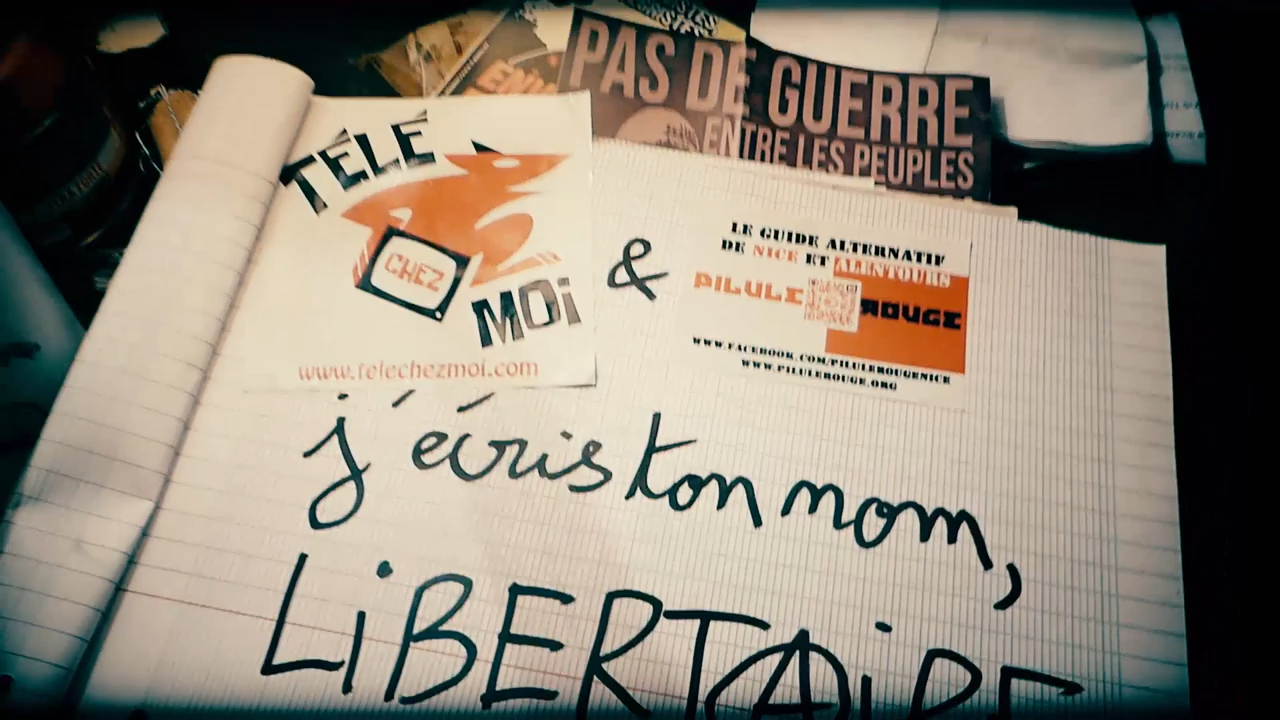 PAS DE GUERRE
ENTRE LES PEUPLES
TÉLÉ
CHEZ
MOi
www.telechezmoi.com
&
LE GUIDE ALTERNATIF
DE NICE ET ALENTOURS
PILULE ROUGE
WWW.FACEBOOK.COM/PILULEROUGENICE
WWW.PILULEROUGE.ORG
j'écris ton nom,
LiBERTAiRE